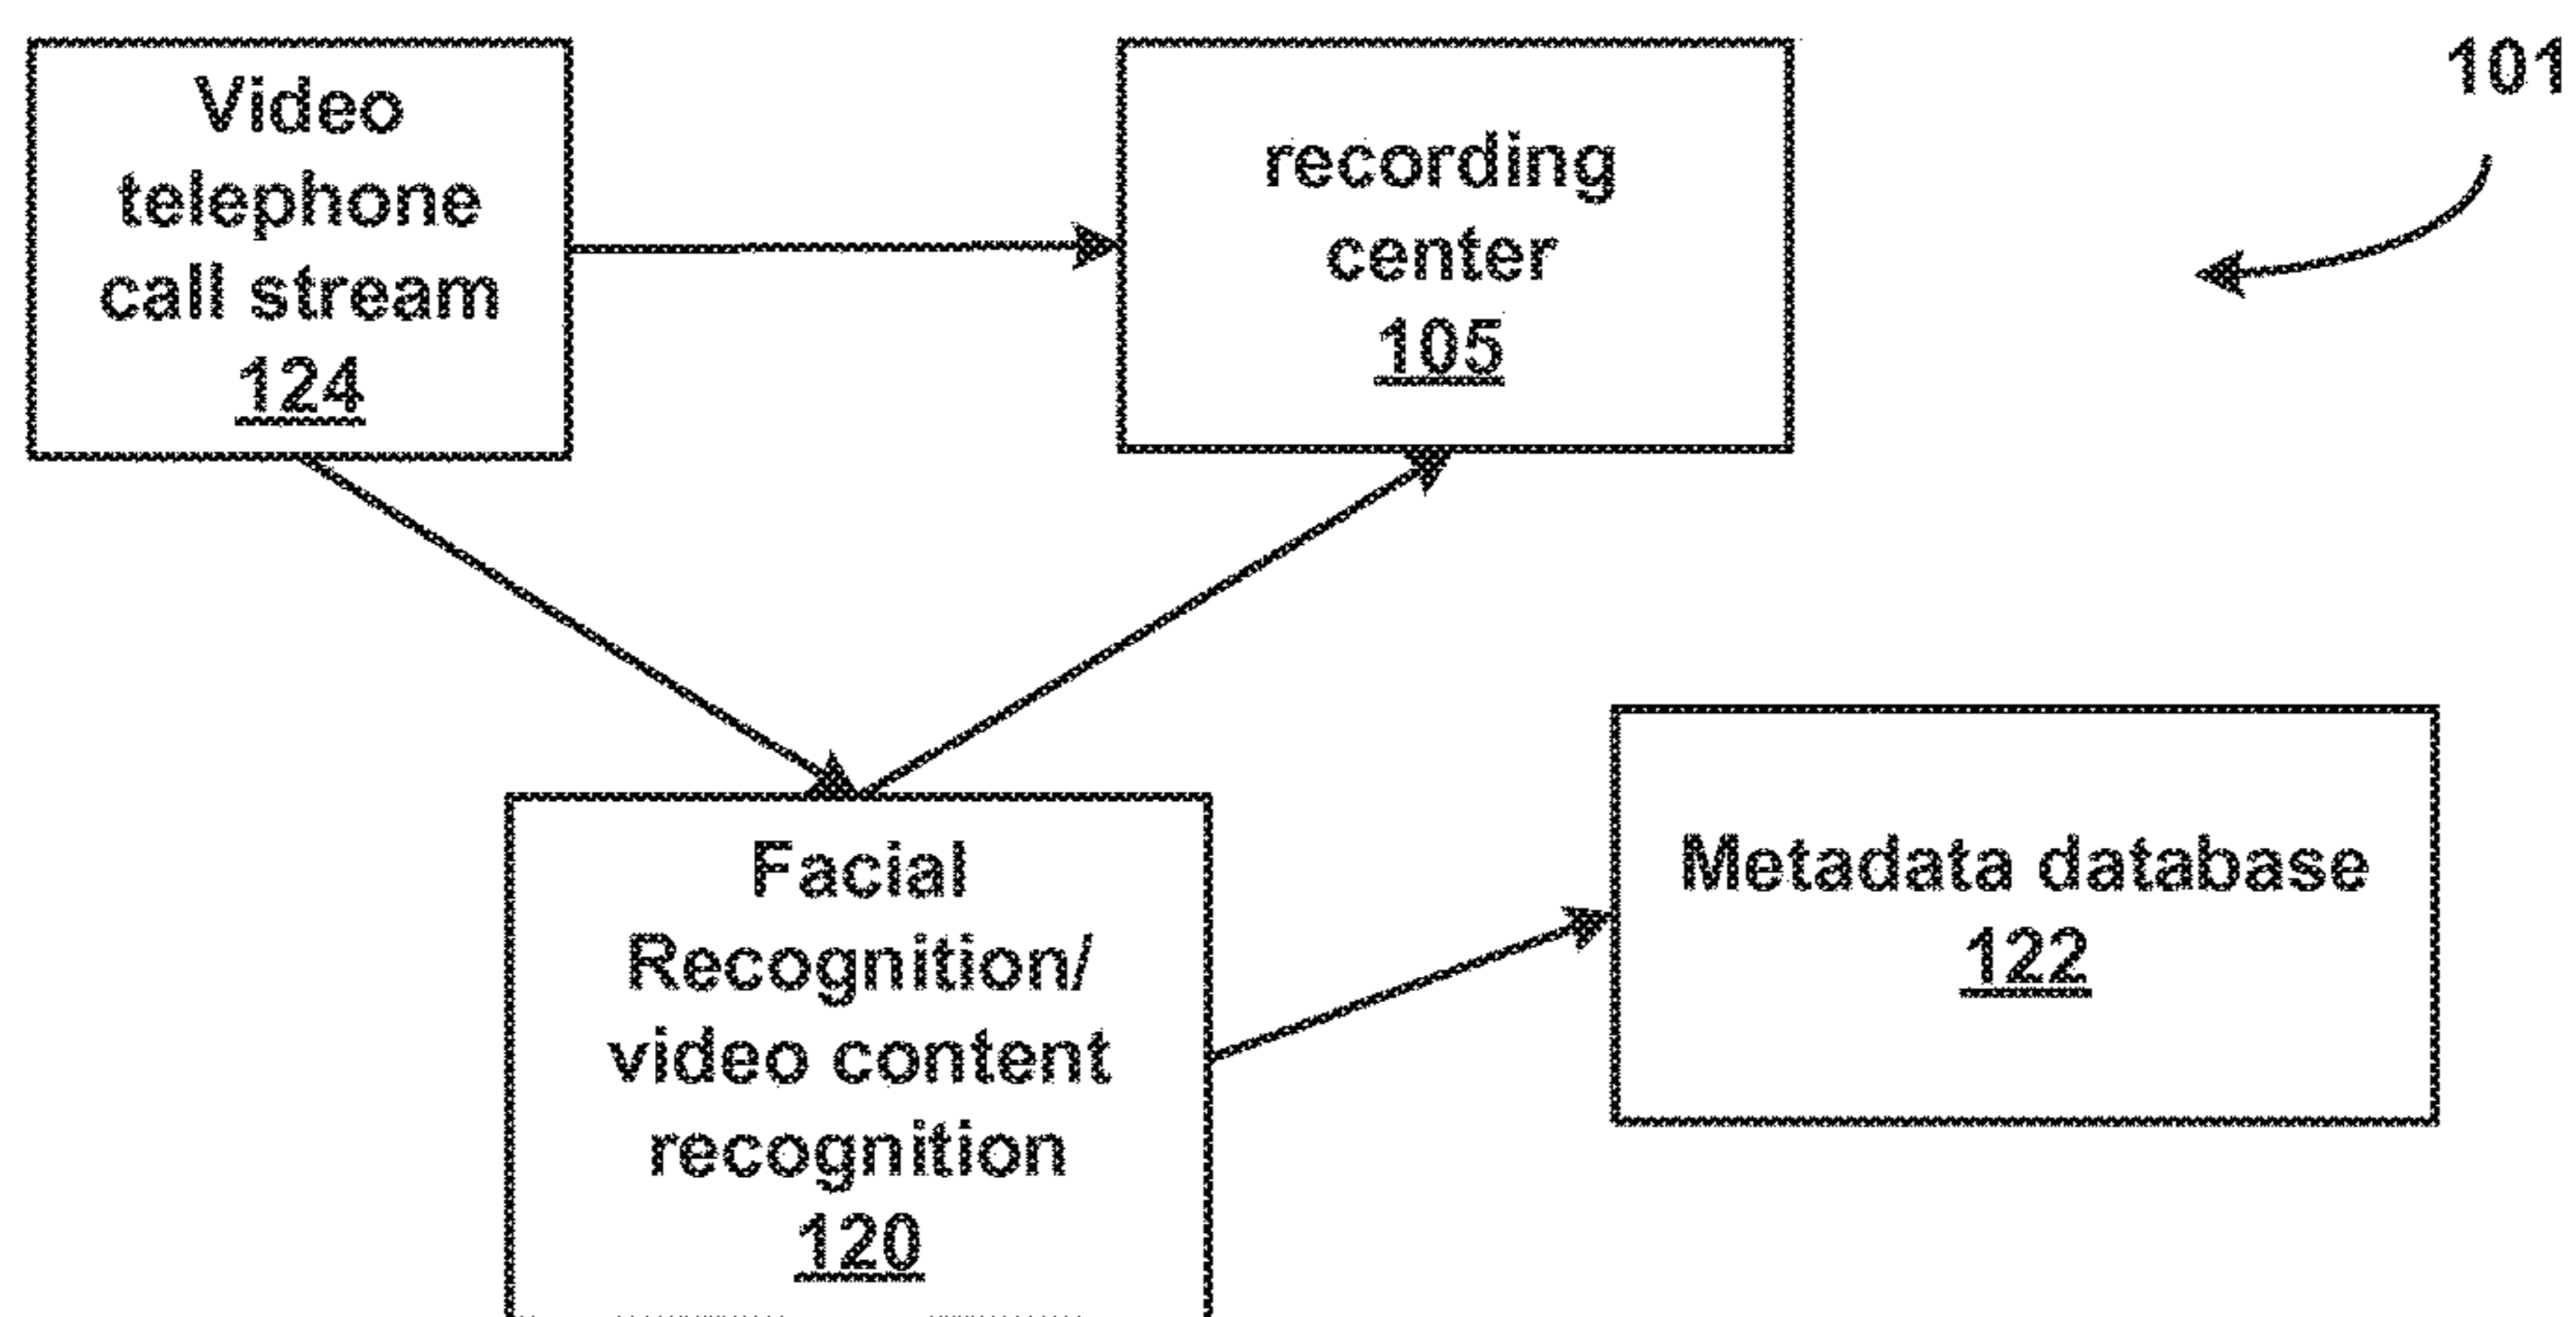 Video
telephone
call stream
124
recording
center
105
101
Facial
Recognition/
video content
recognition
120
Metadata database
122